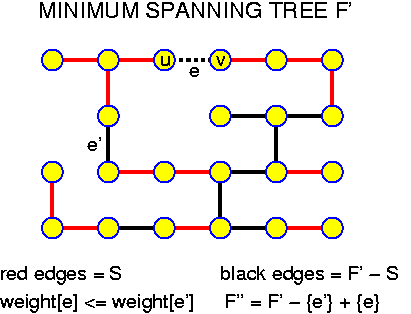 MINIMUM SPANNING TREE F'
u v
e
e'
red edges = S black edges = F' − S
weight[e] <= weight[e'] F'' = F' − {e'} + {e}